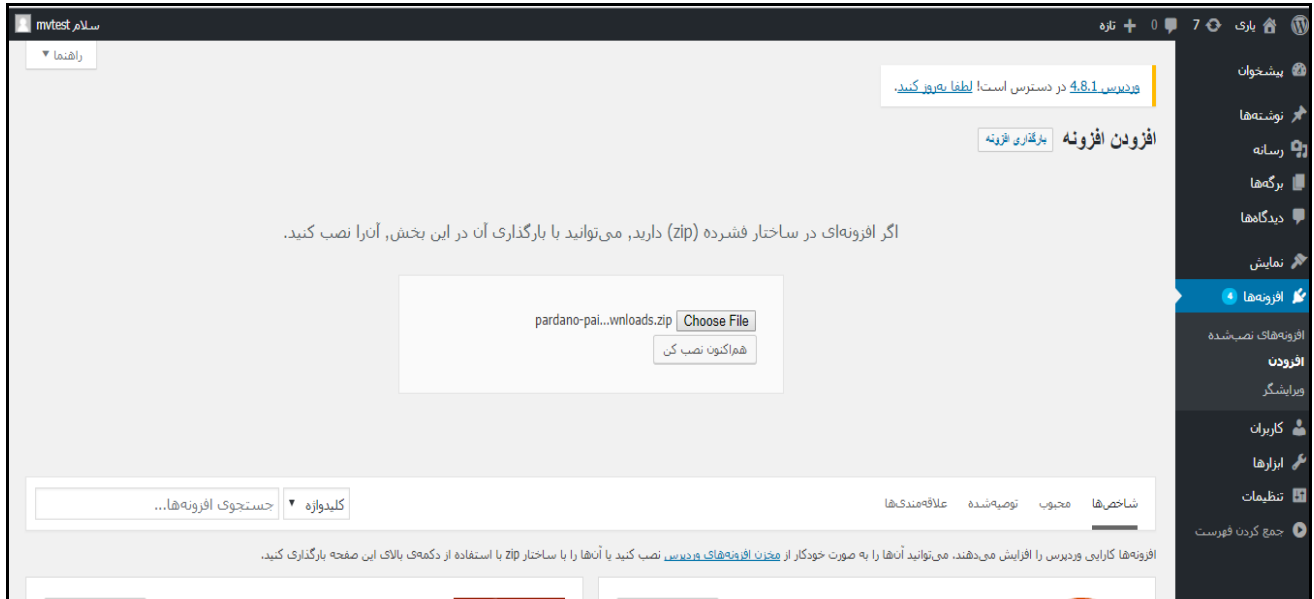 یاری 7 0 تازه
سلام mvtest
راهنما
پیشخوان
نوشته‌ها
رسانه
برگه‌ها
دیدگاه‌ها
نمایش
افزونه‌ها 4
افزونه‌های نصب‌شده
افزودن
ویرایشگر
کاربران
ابزارها
تنظیمات
جمع کردن فهرست
وردپرس 4.8.1 در دسترس است! لطفا به‌روز کنید.
افزودن افزونه بارگذاری افزونه
اگر افزونه‌ای در ساختار فشرده (zip) دارید, می‌توانید با بارگذاری آن در این بخش, آن‌را نصب کنید.
Choose File pardano-pai...wnloads.zip
هم‌اکنون نصب کن
شاخص‌ها محبوب توصیه‌شده علاقه‌مندی‌ها
کلیدواژه جستجوی افزونه‌ها...
افزونه‌ها کارایی وردپرس را افزایش می‌دهند. می‌توانید آن‌ها را به صورت خودکار از مخزن افزونه‌های وردپرس نصب کنید یا آن‌ها را با ساختار zip با استفاده از دکمه‌ی بالای این صفحه بارگذاری کنید.